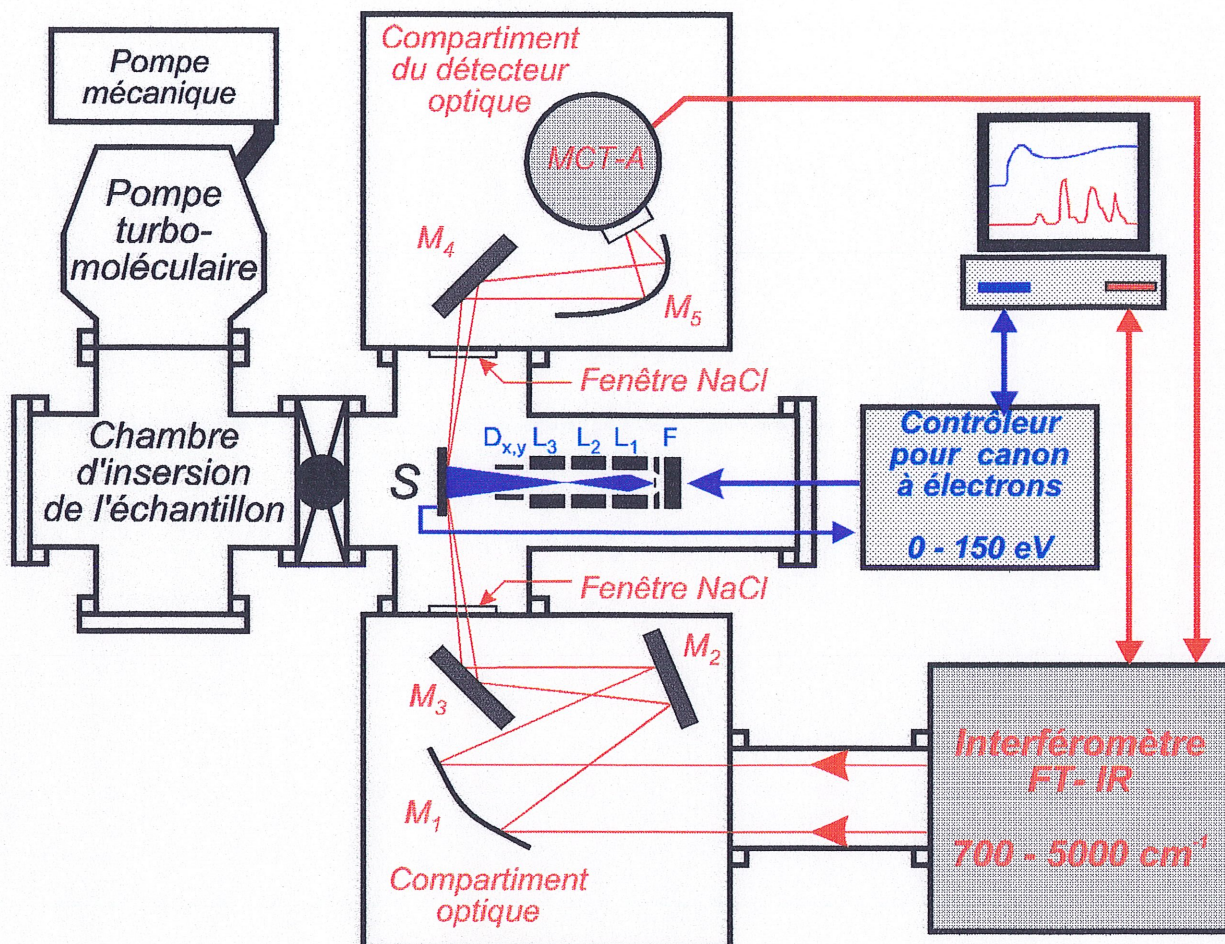 Pompe
mécanique
Pompe
turbo-
moléculaire
Chambre
d'insersion
de l'échantillon
Compartiment
du détecteur
optique
MCT-A
M4
M5
Fenêtre NaCl
S
Dx,y L3 L2 L1 F
Contrôleur
pour canon
à électrons
0 - 150 eV
Fenêtre NaCl
M2
M3
M1
Compartiment
optique
Interféromètre
FT- IR
700 - 5000 cm-1